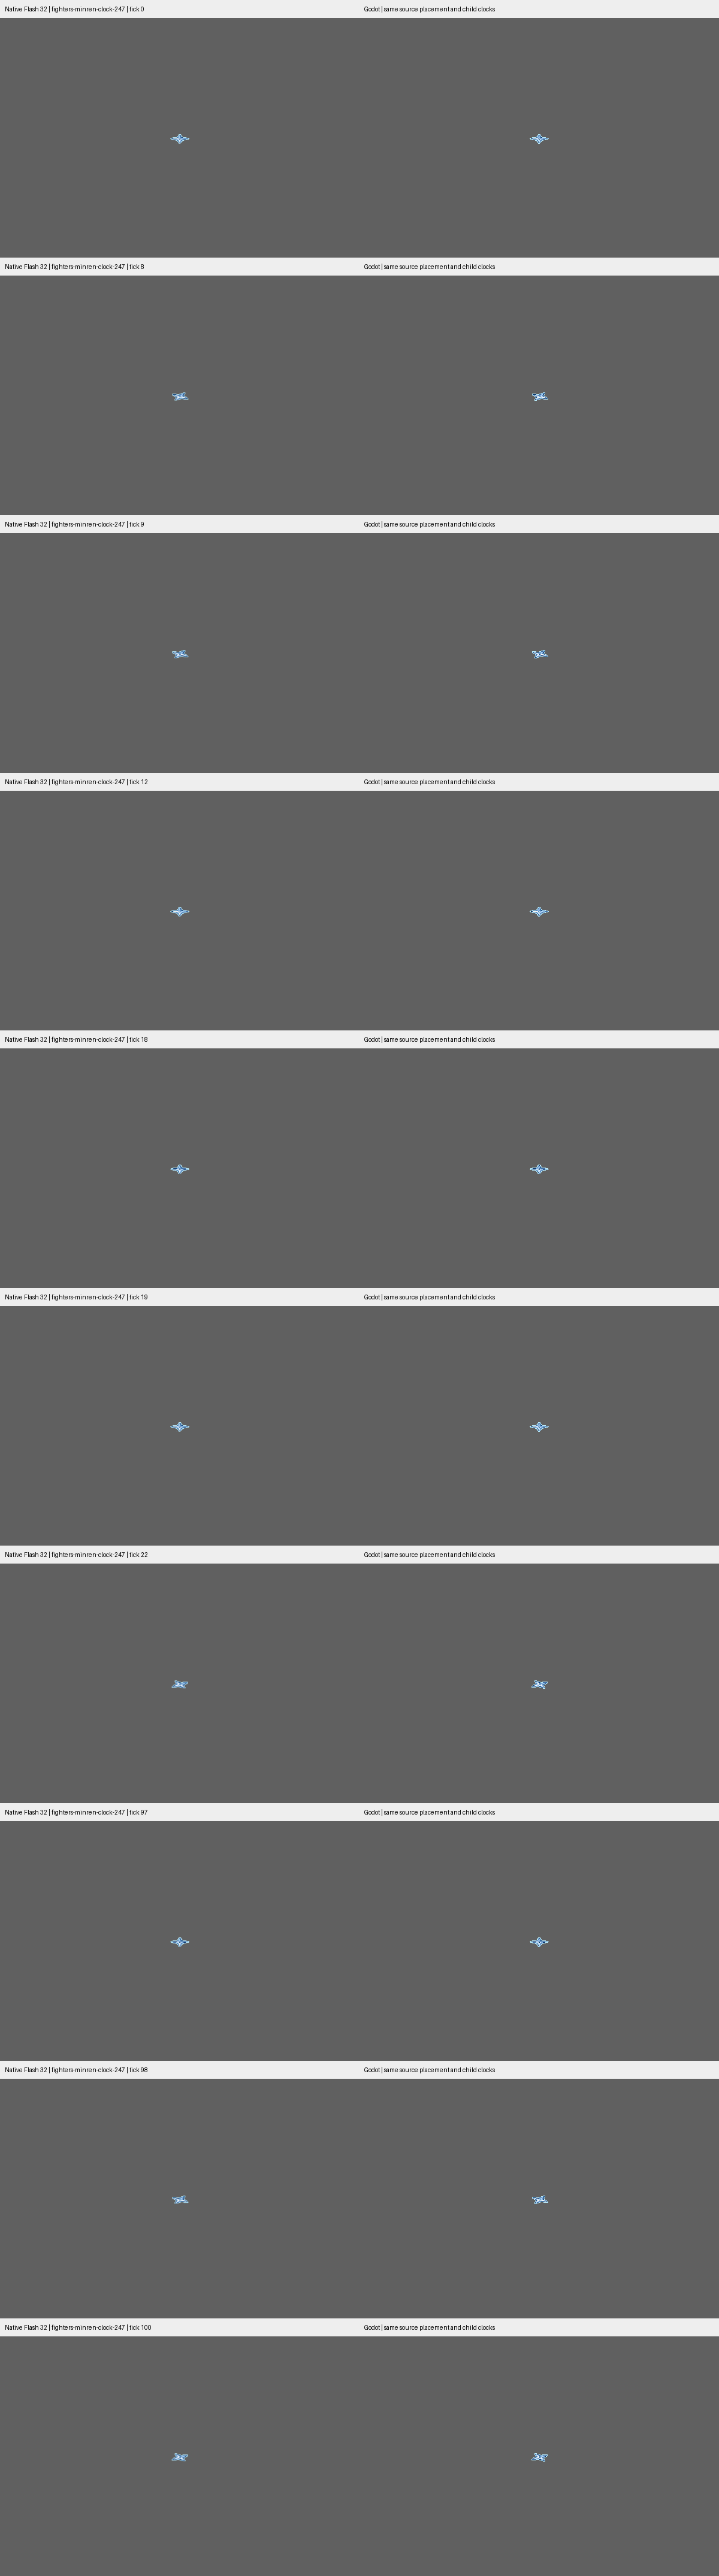 Native Flash 32 | fighters-minren-clock-247 | tick 0 Godot | same source placement and child clocks
Native Flash 32 | fighters-minren-clock-247 | tick 8 Godot | same source placement and child clocks
Native Flash 32 | fighters-minren-clock-247 | tick 9 Godot | same source placement and child clocks
Native Flash 32 | fighters-minren-clock-247 | tick 12 Godot | same source placement and child clocks
Native Flash 32 | fighters-minren-clock-247 | tick 18 Godot | same source placement and child clocks
Native Flash 32 | fighters-minren-clock-247 | tick 19 Godot | same source placement and child clocks
Native Flash 32 | fighters-minren-clock-247 | tick 22 Godot | same source placement and child clocks
Native Flash 32 | fighters-minren-clock-247 | tick 97 Godot | same source placement and child clocks
Native Flash 32 | fighters-minren-clock-247 | tick 98 Godot | same source placement and child clocks
Native Flash 32 | fighters-minren-clock-247 | tick 100 Godot | same source placement and child clocks